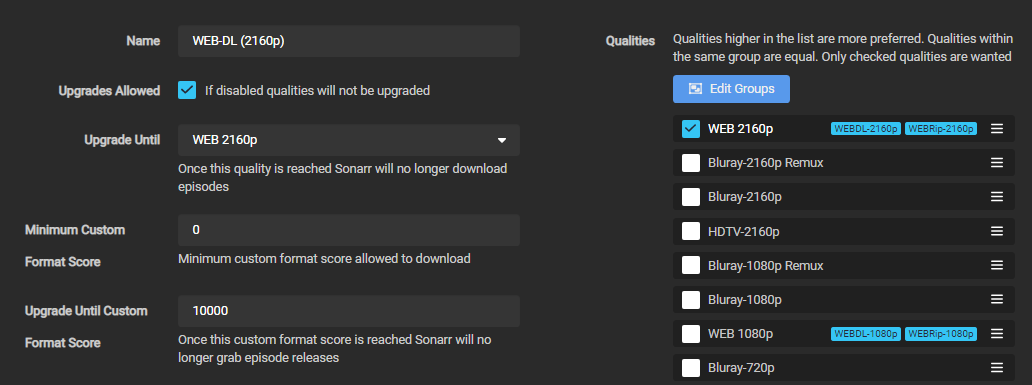 Name
WEB-DL (2160p)
Upgrades Allowed
If disabled qualities will not be upgraded
Upgrade Until
WEB 2160p
Once this quality is reached Sonarr will no longer download
episodes
Minimum Custom
Format Score
0
Minimum custom format score allowed to download
Upgrade Until Custom
Format Score
10000
Once this custom format score is reached Sonarr will no
longer grab episode releases
Qualities
Qualities higher in the list are more preferred. Qualities within
the same group are equal. Only checked qualities are wanted
Edit Groups
WEB 2160p WEBDL-2160p WEBRip-2160p
Bluray-2160p Remux
Bluray-2160p
HDTV-2160p
Bluray-1080p Remux
Bluray-1080p
WEB 1080p WEBDL-1080p WEBRip-1080p
Bluray-720p